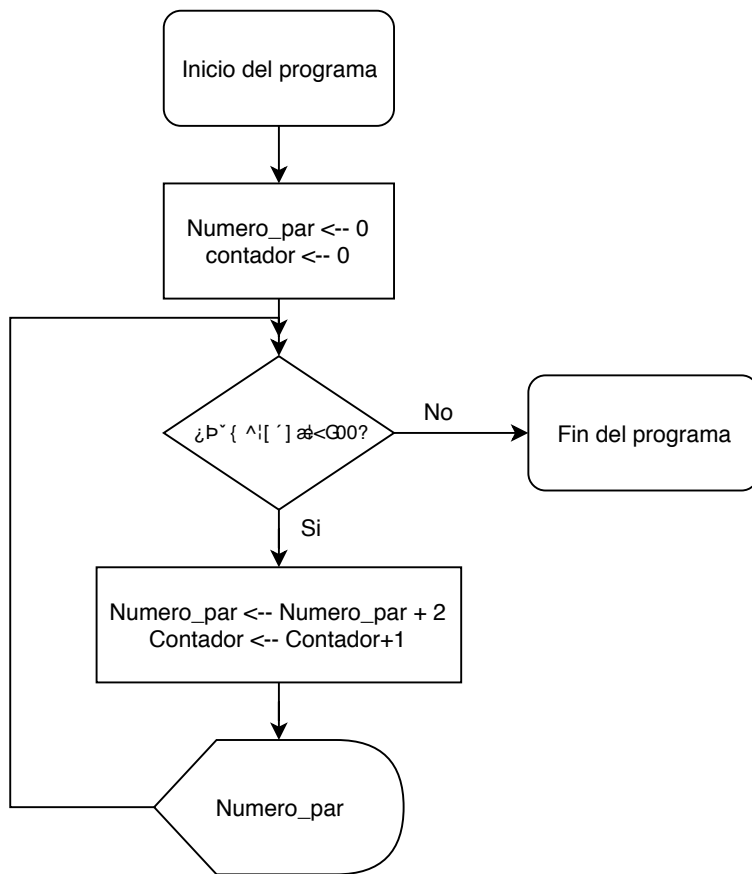 Inicio del programa
Numero_par <-- 0
contador <-- 0
No
Fin del programa
Si
Numero_par <-- Numero_par + 2
Contador <-- Contador+1
Numero_par